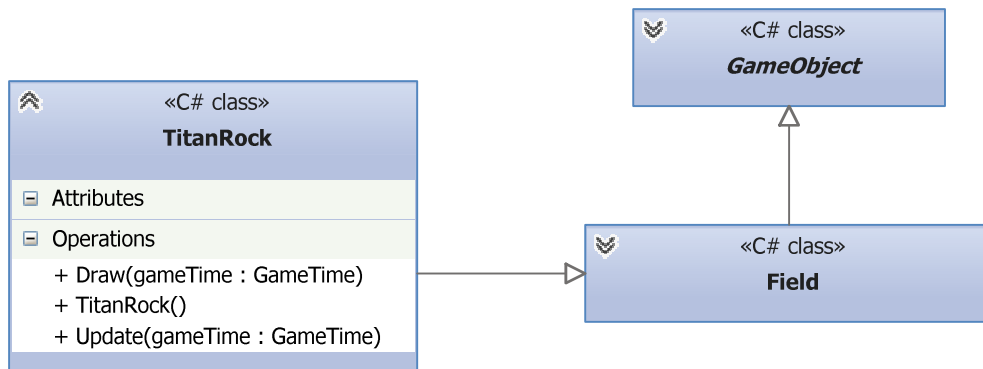 «C# class»
GameObject
«C# class»
TitanRock
Attributes
Operations
+ Draw(gameTime : GameTime)
+ TitanRock()
+ Update(gameTime : GameTime)
«C# class»
Field